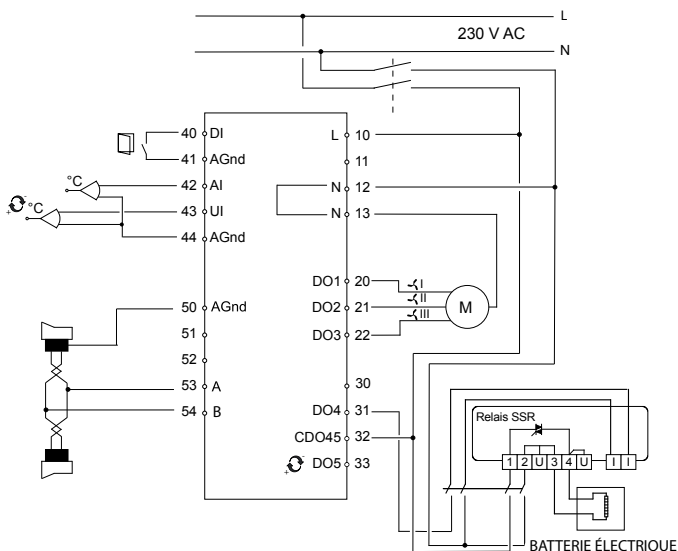 L
230 V AC
N
40 DI
L 10
41 AGnd
11
°C
42 AI
N 12
°C
43 UI
N 13
44 AGnd
DO1 20
I
50 AGnd
DO2 21
II
M
51
DO3 22
III
52
53 A
30
54 B
DO4 31
Relais SSR
CDO45 32
1 2 U 3 4 U I I
DO5 33
BATTERIE ÉLECTRIQUE